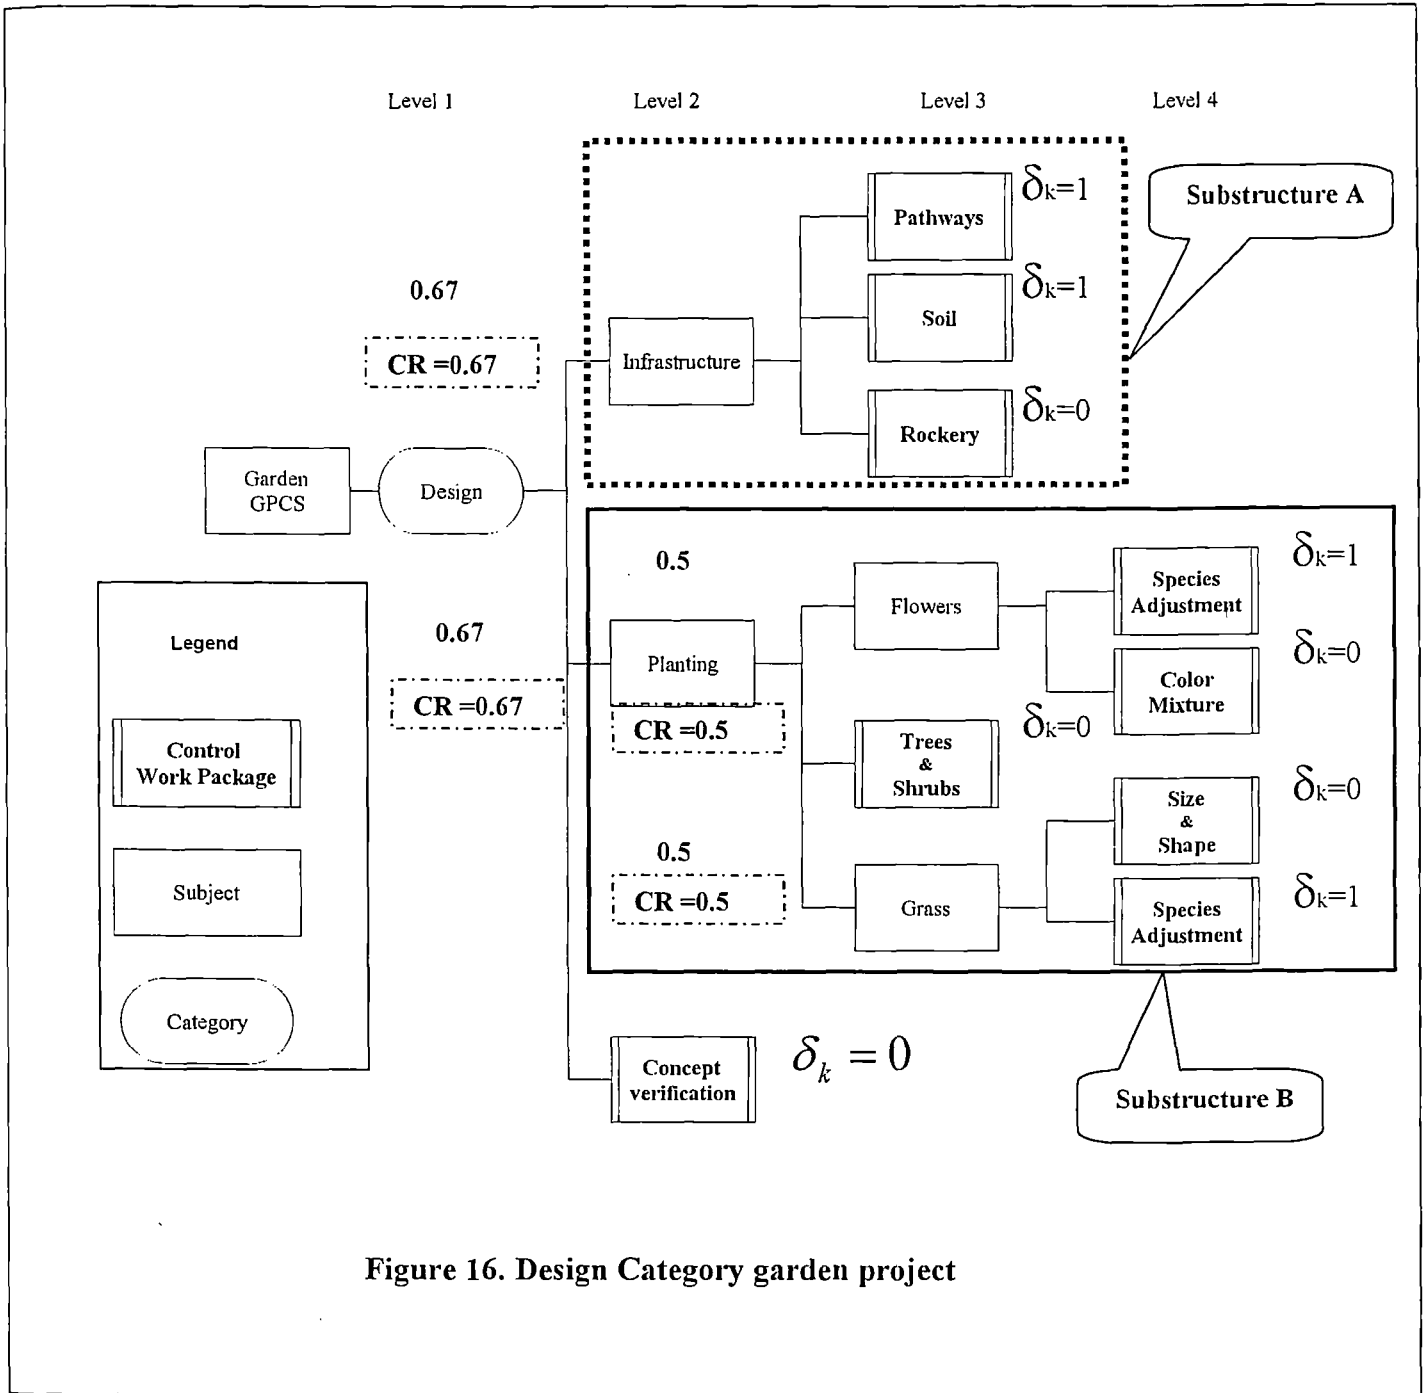 Level 1
Level 2
Level 3
Level 4
Substructure A
Pathways
δk=1
Soil
δk=1
Rockery
δk=0
Infrastructure
0.67
CR =0.67
Garden
GPCS
Design
0.5
Planting
CR =0.5
0.67
CR =0.67
Flowers
Species
Adjustment
δk=1
Color
Mixture
δk=0
Trees
&
Shrubs
δk=0
0.5
CR =0.5
Grass
Size
&
Shape
δk=0
Species
Adjustment
δk=1
Substructure B
Concept
verification
δk = 0
Legend
Control
Work Package
Subject
Category
Figure 16. Design Category garden project